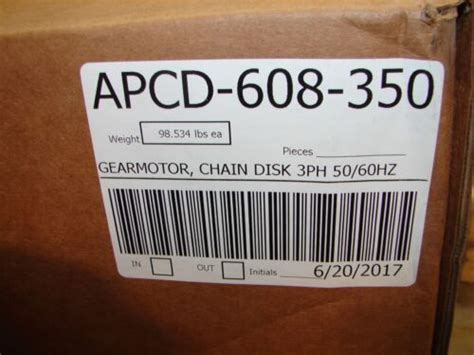 APCD-608-350
Weight 98.534 lbs ea Pieces
GEARMOTOR, CHAIN DISK 3PH 50/60HZ
IN OUT Initials 6/20/2017